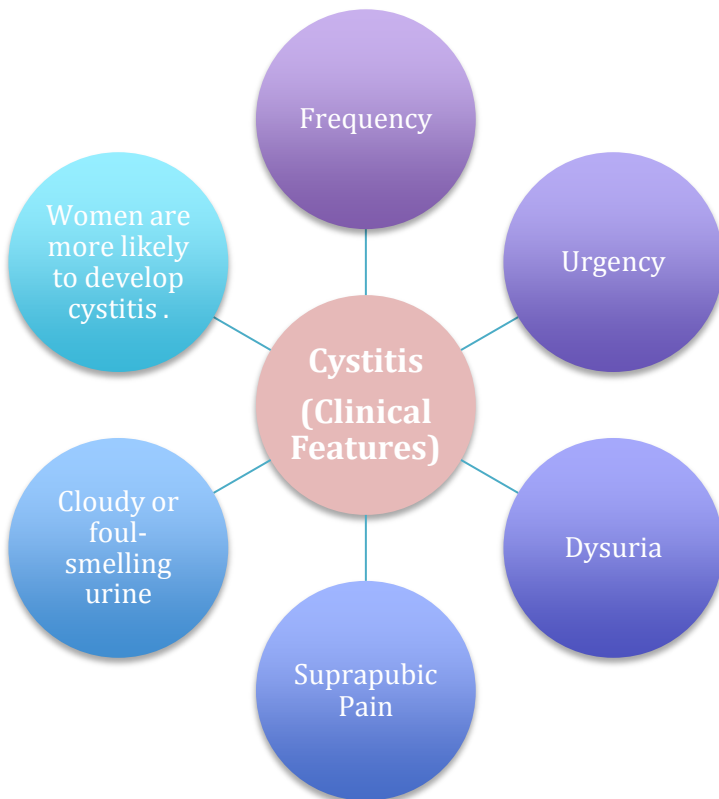 Frequency
Urgency
Dysuria
Suprapubic
Pain
Cloudy or
foul-
smelling
urine
Women are
more likely
to develop
cystitis .
Cystitis
(Clinical
Features)